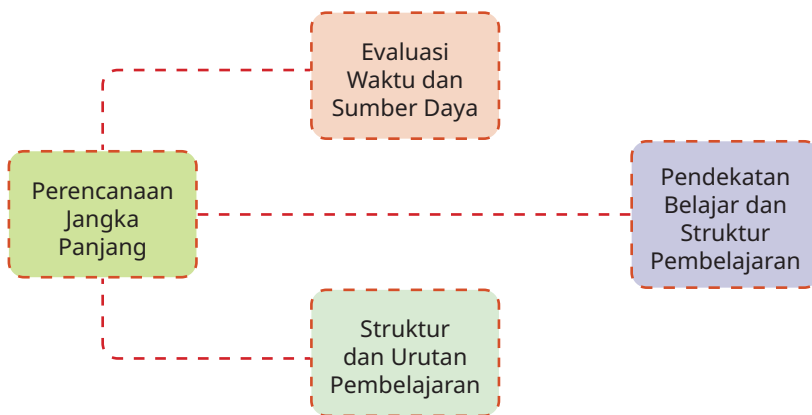 Evaluasi
Waktu dan
Sumber Daya
Perencanaan
Jangka
Panjang
Pendekatan
Belajar dan
Struktur
Pembelajaran
Struktur
dan Urutan
Pembelajaran